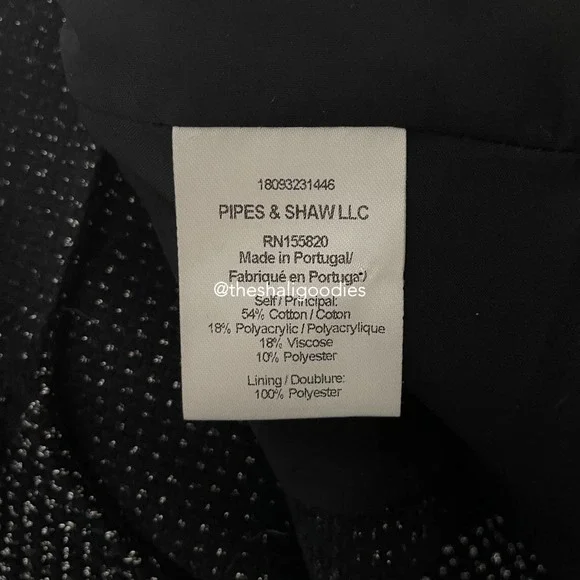 18093231446
PIPES & SHAW LLC
RN155820
Made in Portugal/
Fabriqué en Portugal
@theshaligoodies
Self / Principal:
54% Cotton / Coton
18% Polyacrylic / Polyacrylique
18% Viscose
10% Polyester
Lining / Doublure:
100% Polyester